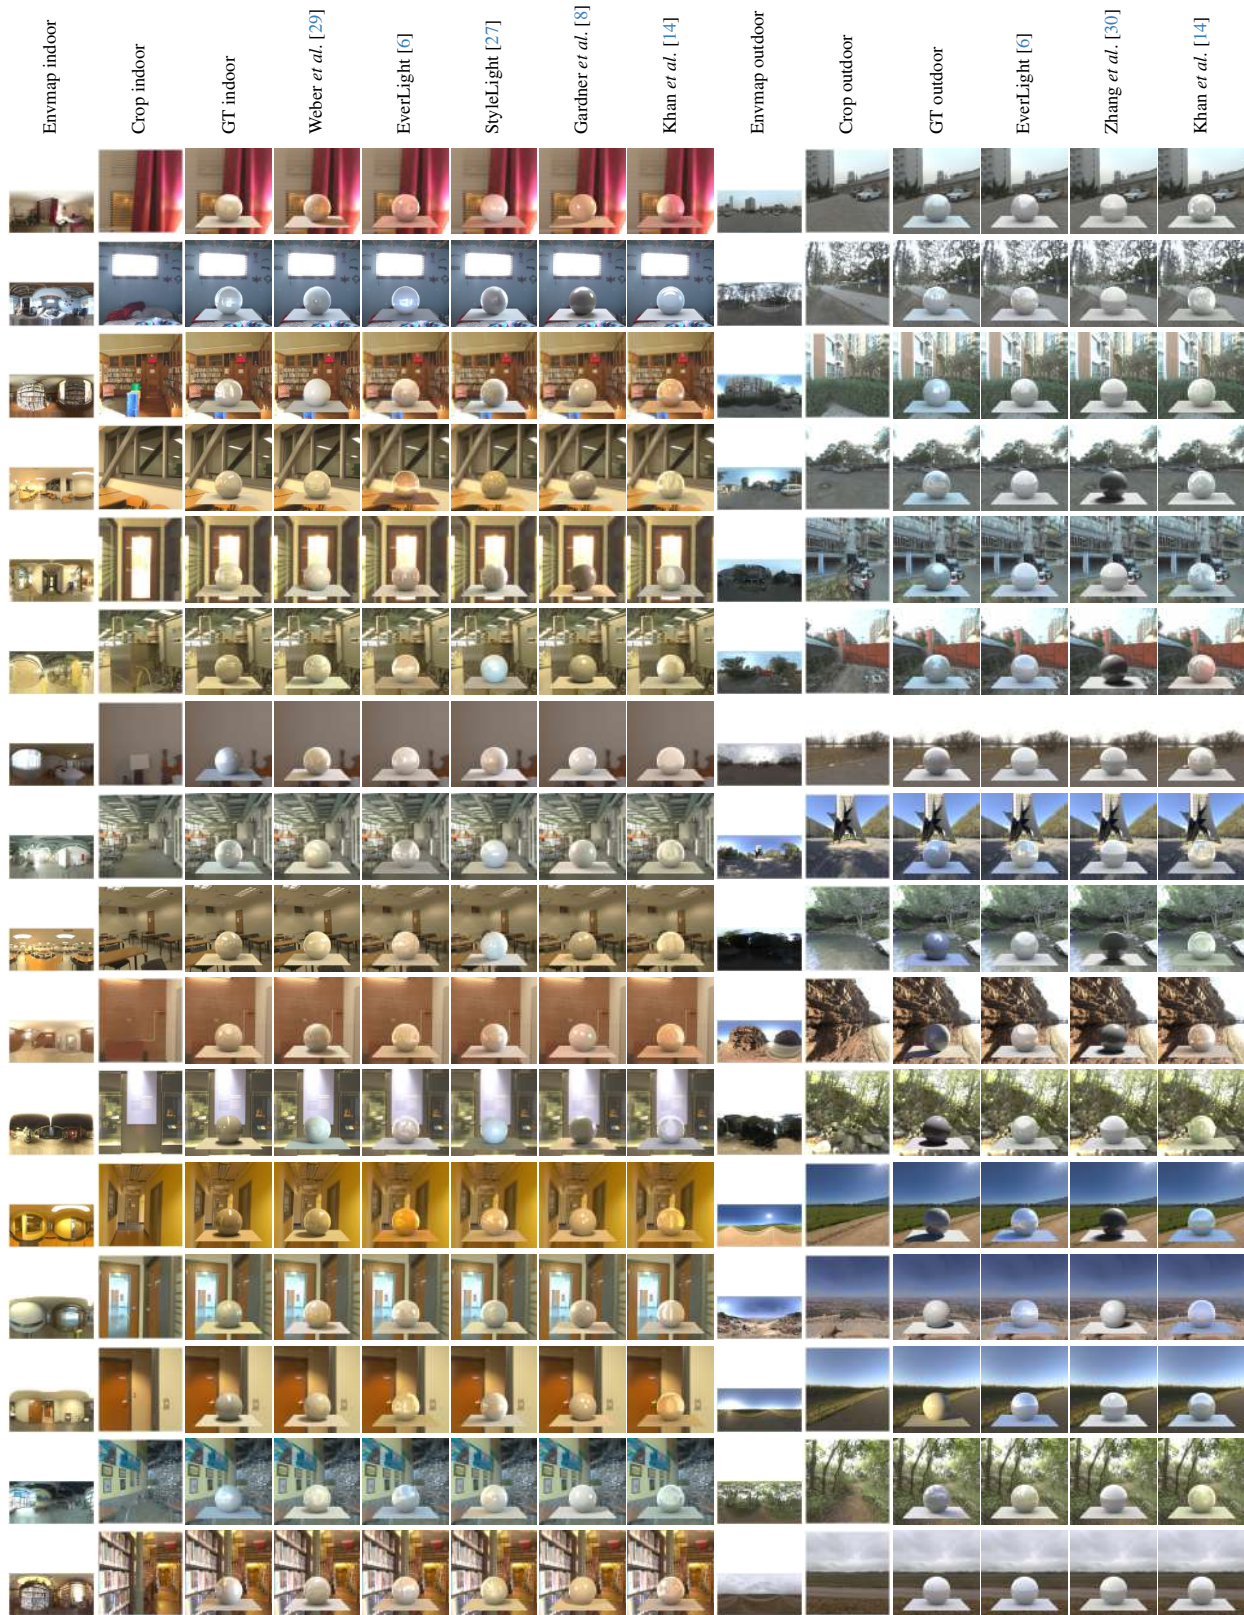 Envmap indoor
Crop indoor
GT indoor
Weber et al. [29]
EverLight [6]
StyleLight [27]
Gardner et al. [8]
Khan et al. [14]
Envmap outdoor
Crop outdoor
GT outdoor
EverLight [6]
Zhang et al. [30]
Khan et al. [14]